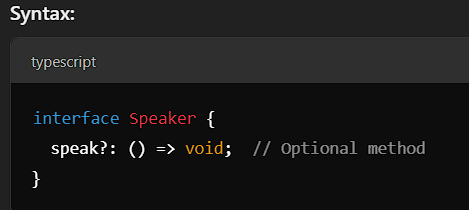 Syntax:
typescript
interface Speaker {
  speak?: () => void;  // Optional method
}